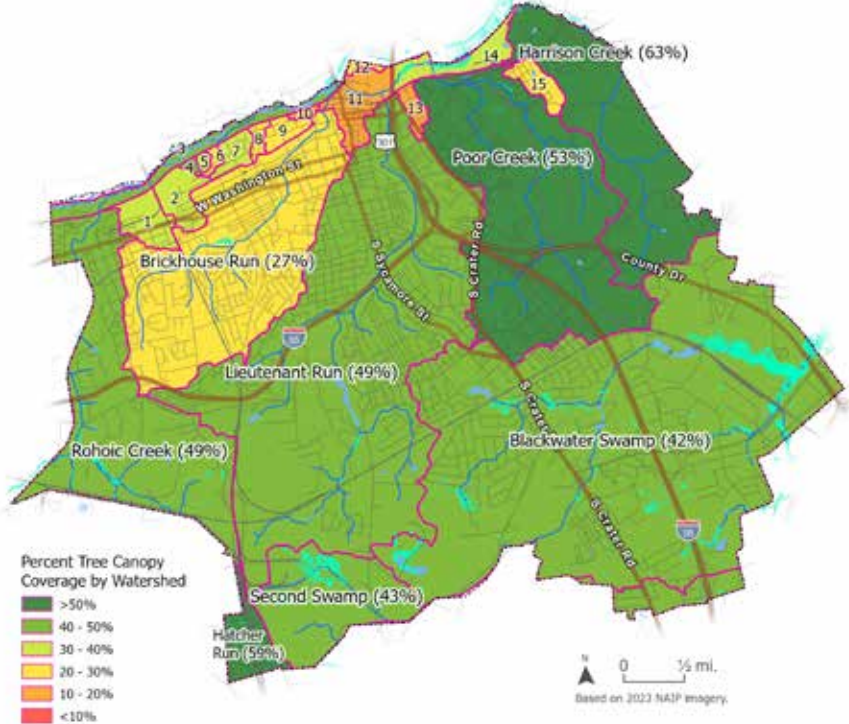 Harrison Creek (63%)
14
12
15
11
13
10
9
8
7
6
5
4
3
2
1
301
Poor Creek (53%)
W Washington St
S Crater Rd
County Dr
Brickhouse Run (27%)
S Sycamore St
Lieutenant Run (49%)
S Crater
Blackwater Swamp (42%)
Rohoic Creek (49%)
S Crater Rd
Second Swamp (43%)
Hatcher
Run (59%)
Percent Tree Canopy
Coverage by Watershed
>50%
40 - 50%
30 - 40%
20 - 30%
10 - 20%
<10%
N
0 ½ mi.
Based on 2022 NAIP imagery.